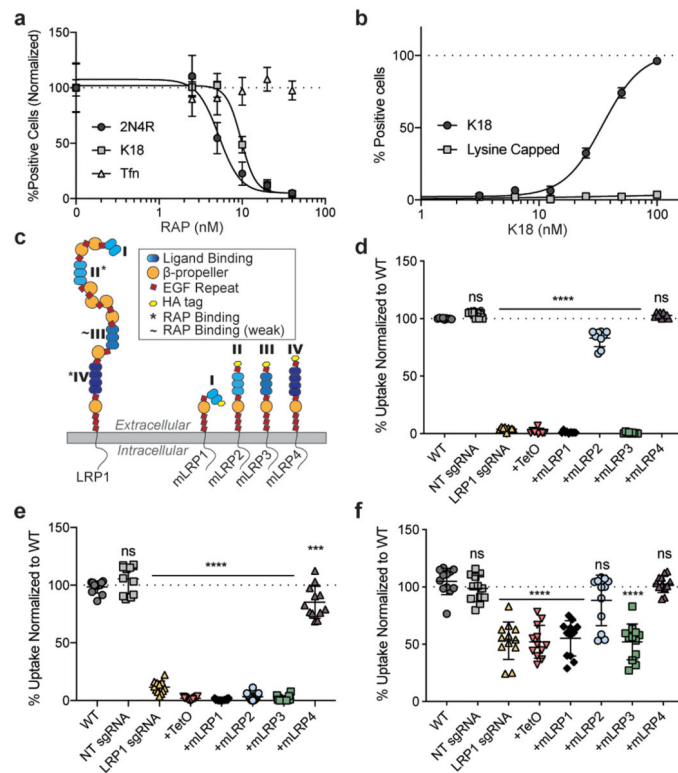 a
%Positive Cells (Normalized)
150
100
50
0
2N4R
K18
Tfn
0
1
10
100
RAP (nM)
b
% Positive cells
100
50
0
K18
Lysine Capped
1
10
100
K18 (nM)
c
I
II*
~III
*IV
Ligand Binding
β-propeller
EGF Repeat
HA tag
* RAP Binding
~ RAP Binding (weak)
I
II
III
IV
Extracellular
Intracellular
LRP1
mLRP1
mLRP2
mLRP3
mLRP4
d
% Uptake Normalized to WT
150
100
50
0
ns
****
ns
WT
NT sgRNA
LRP1 sgRNA
+TetO
+mLRP1
+mLRP2
+mLRP3
+mLRP4
e
% Uptake Normalized to WT
150
100
50
0
ns
****
***
WT
NT sgRNA
LRP1 sgRNA
+TetO
+mLRP1
+mLRP2
+mLRP3
+mLRP4
f
% Uptake Normalized to WT
150
100
50
0
ns
****
ns
****
ns
WT
NT sgRNA
LRP1 sgRNA
+TetO
+mLRP1
+mLRP2
+mLRP3
+mLRP4